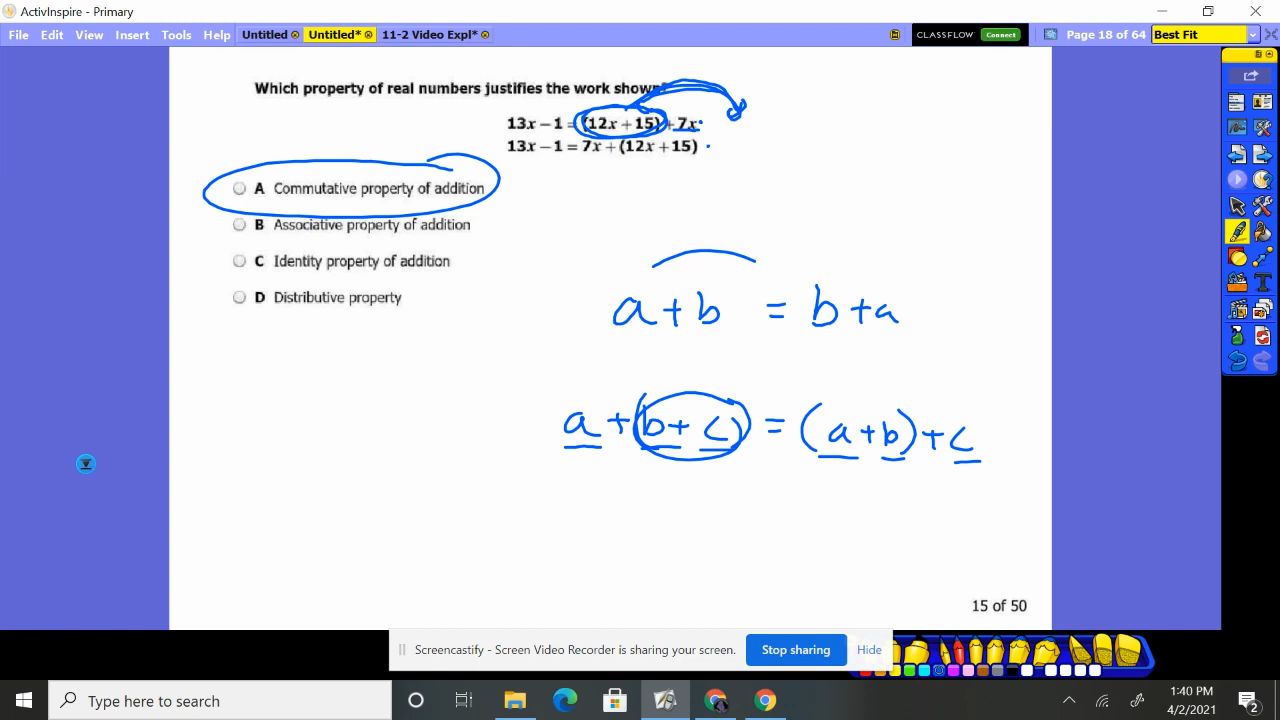 ActivInspire - Primary
File Edit View Insert Tools Help Untitled Untitled* 11-2 Video Expl* CLASSFLOW Connect Page 18 of 64 Best Fit
Which property of real numbers justifies the work shown?
13x − 1 = (12x + 15) + 7x
13x − 1 = 7x + (12x + 15)
A Commutative property of addition
B Associative property of addition
C Identity property of addition
D Distributive property
a + b = b + a
a + (b + c) = (a + b) + c
15 of 50
Screencastify - Screen Video Recorder is sharing your screen. Stop sharing Hide
Type here to search
1:40 PM
4/2/2021
2